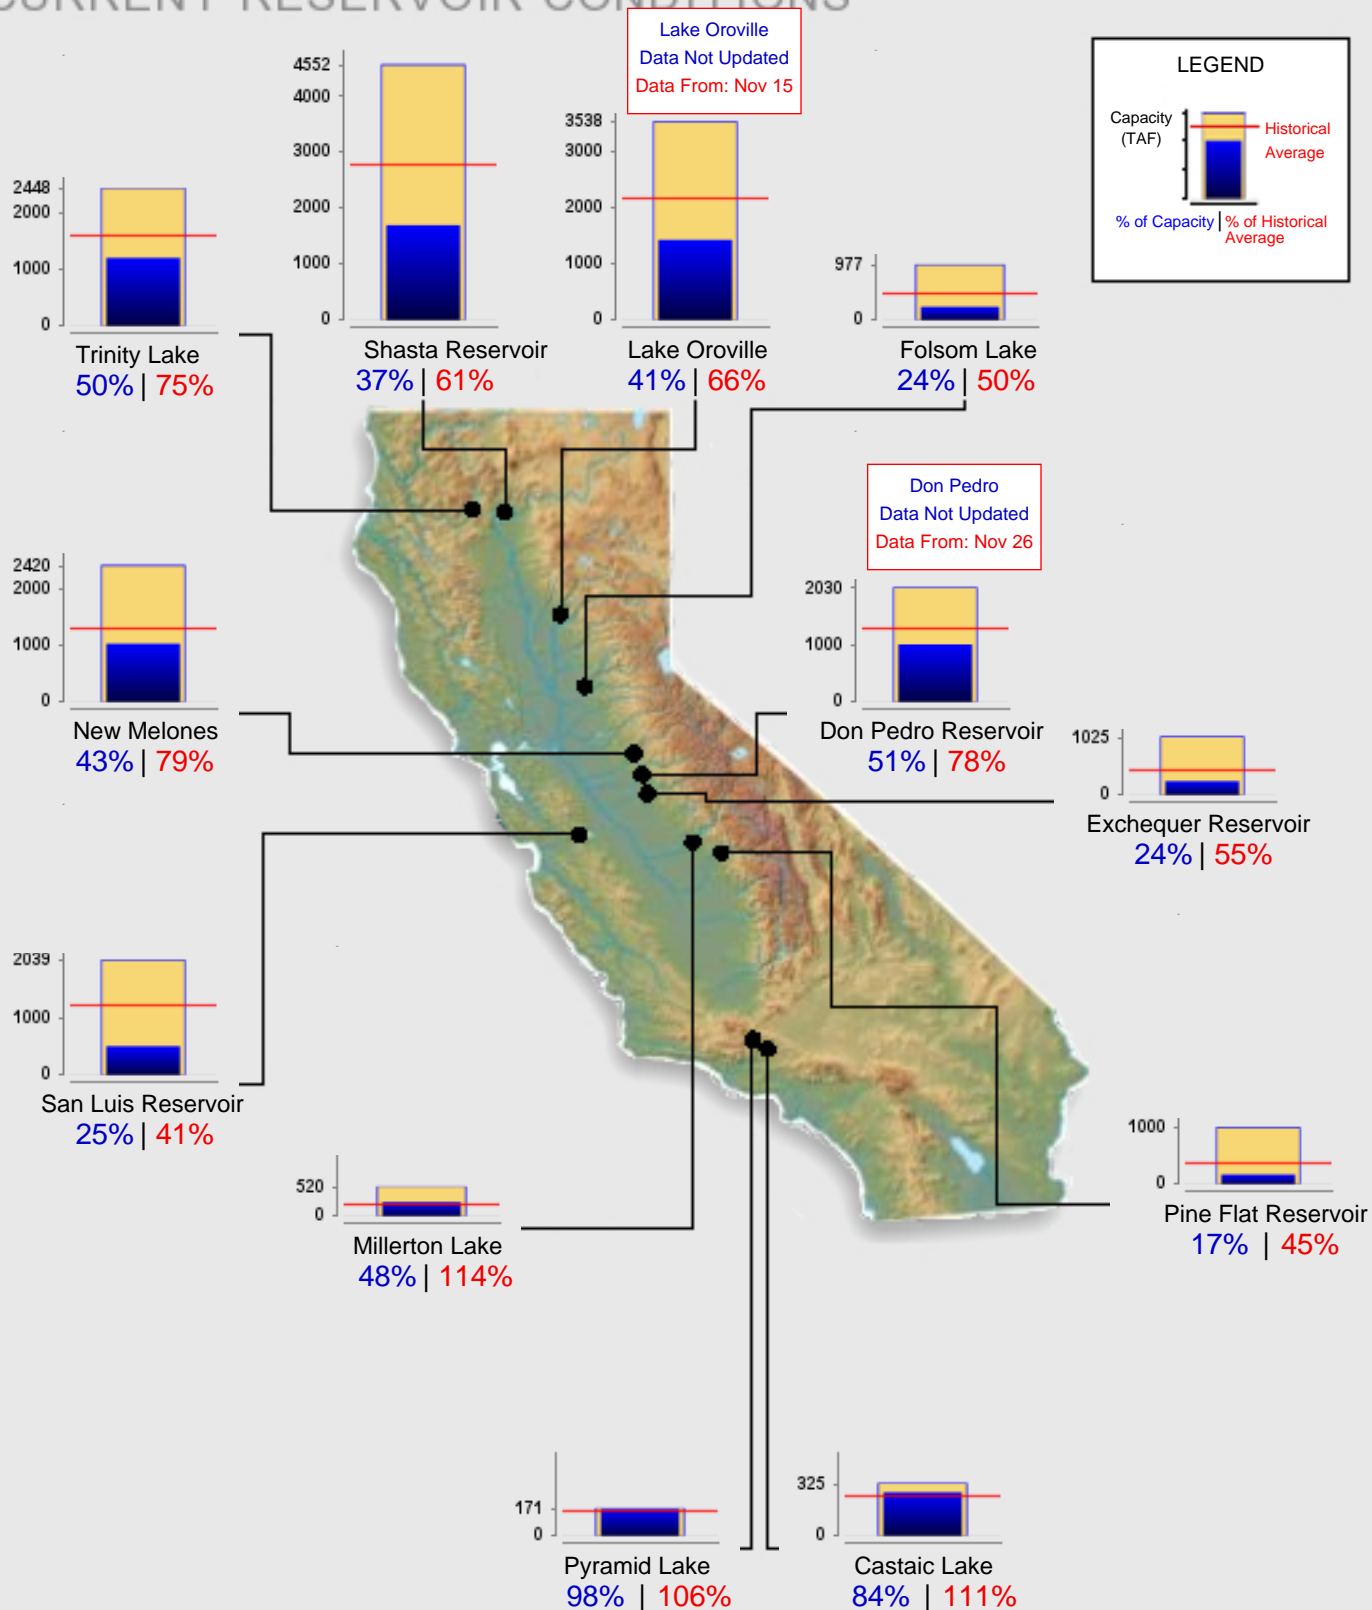 CURRENT RESERVOIR CONDITIONS
Lake Oroville
Data Not Updated
Data From: Nov 15
LEGEND
Capacity
(TAF)
Historical
Average
% of Capacity | % of Historical
Average
2448
2000
1000
0
Trinity Lake
50% | 75%
4552
4000
3000
2000
1000
0
Shasta Reservoir
37% | 61%
3538
3000
2000
1000
0
Lake Oroville
41% | 66%
977
0
Folsom Lake
24% | 50%
Don Pedro
Data Not Updated
Data From: Nov 26
2420
2000
1000
0
New Melones
43% | 79%
2030
1000
0
Don Pedro Reservoir
51% | 78%
1025
0
Exchequer Reservoir
24% | 55%
2039
1000
0
San Luis Reservoir
25% | 41%
520
0
Millerton Lake
48% | 114%
1000
0
Pine Flat Reservoir
17% | 45%
171
0
Pyramid Lake
98% | 106%
325
0
Castaic Lake
84% | 111%